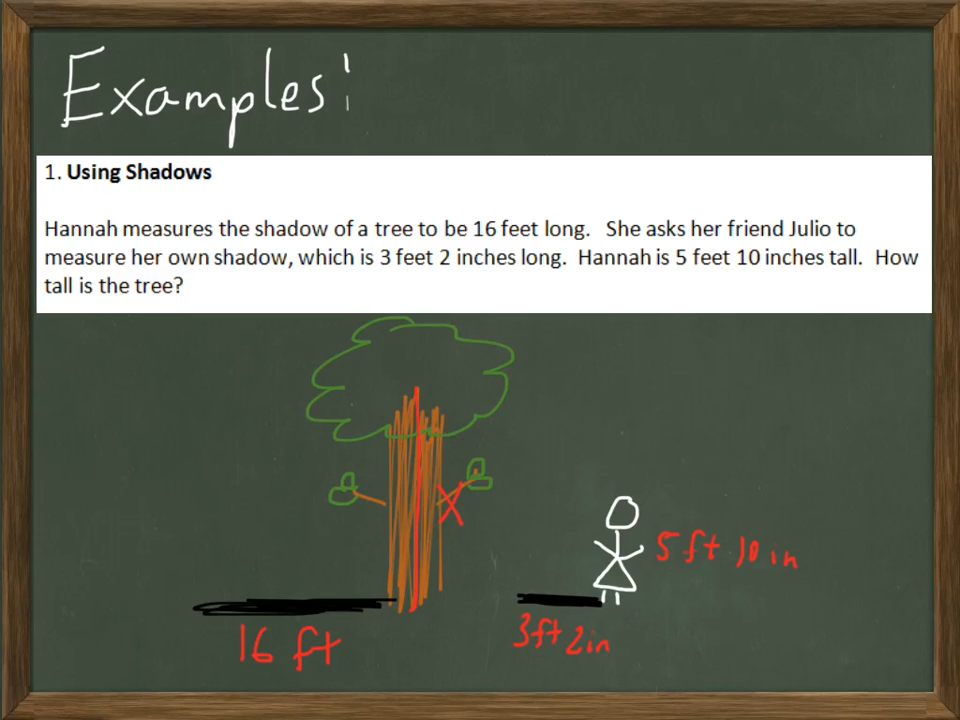 Examples:
1. Using Shadows
Hannah measures the shadow of a tree to be 16 feet long. She asks her friend Julio to
measure her own shadow, which is 3 feet 2 inches long. Hannah is 5 feet 10 inches tall. How
tall is the tree?
X
5 ft 10 in
3ft 2in
16 ft